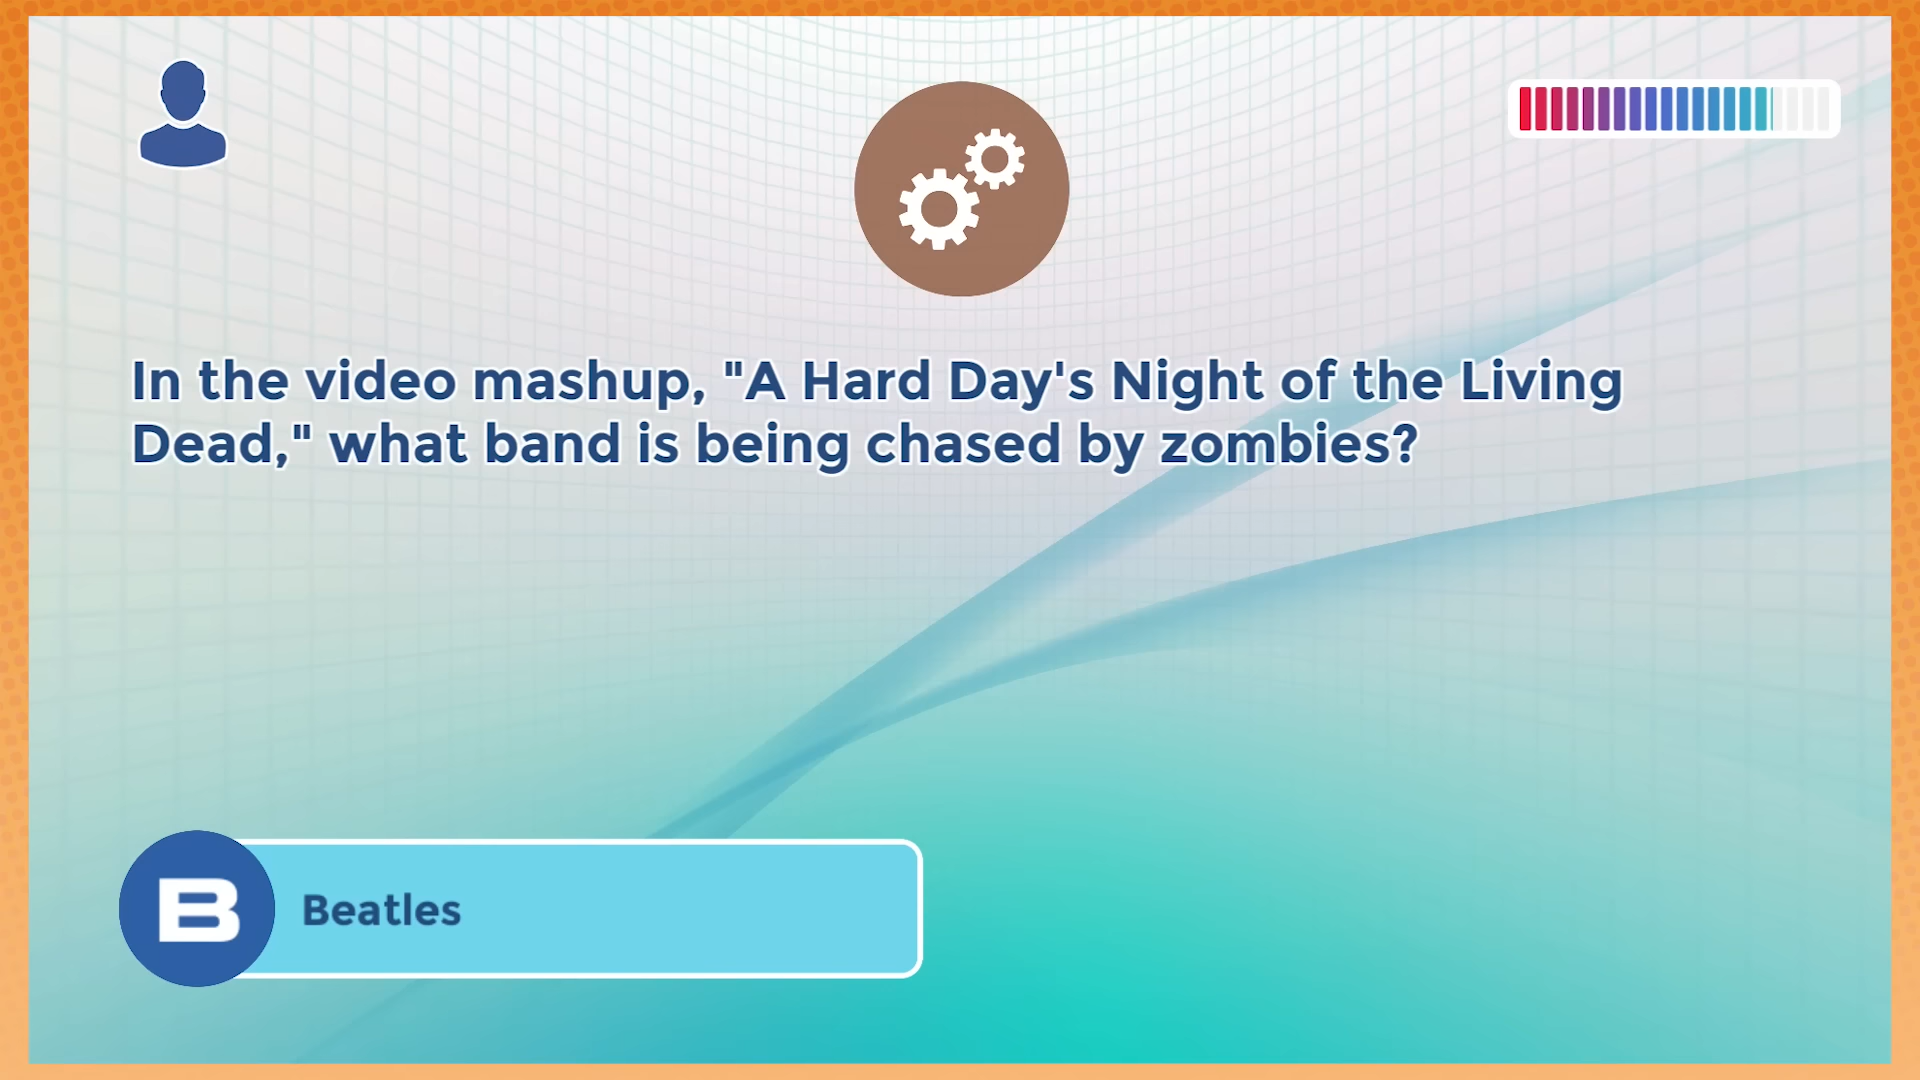 In the video mashup, "A Hard Day's Night of the Living
Dead," what band is being chased by zombies?
B Beatles